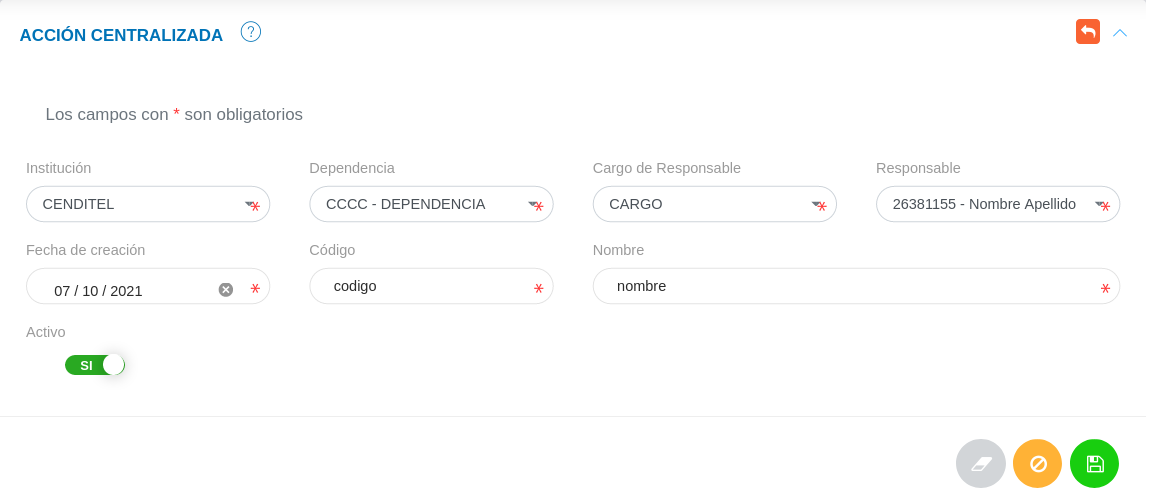 ACCIÓN CENTRALIZADA ?
Los campos con * son obligatorios
Institución Dependencia Cargo de Responsable Responsable
CENDITEL * CCCC - DEPENDENCIA * CARGO * 26381155 - Nombre Apellido *
Fecha de creación Código Nombre
07 / 10 / 2021 * codigo * nombre *
Activo
SI